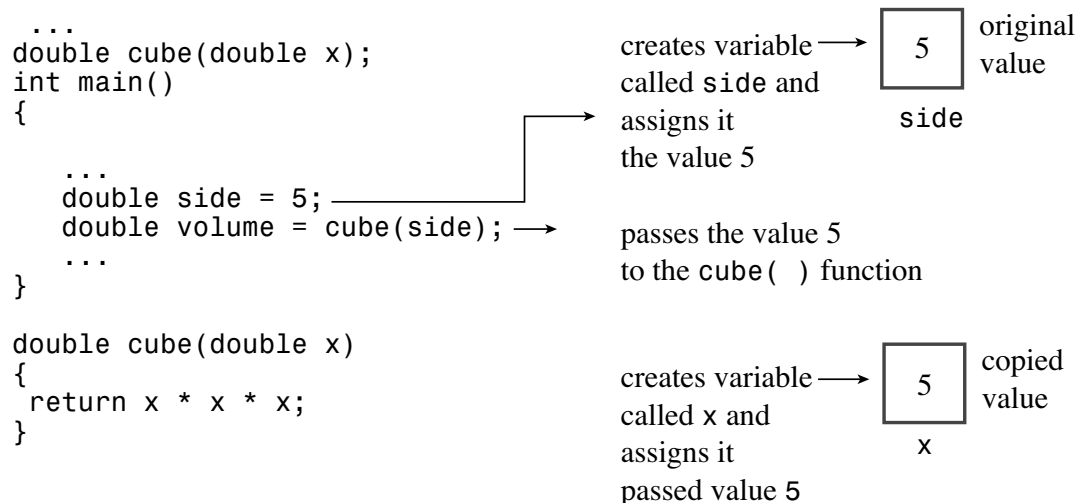 ...
double cube(double x);
int main()
{
...
double side = 5;
double volume = cube(side);
...
}
double cube(double x)
{
return x * x * x;
}
creates variable
called side and
assigns it
the value 5
5
original
value
side
passes the value 5
to the cube( ) function
creates variable
called x and
assigns it
passed value 5
5
copied
value
x